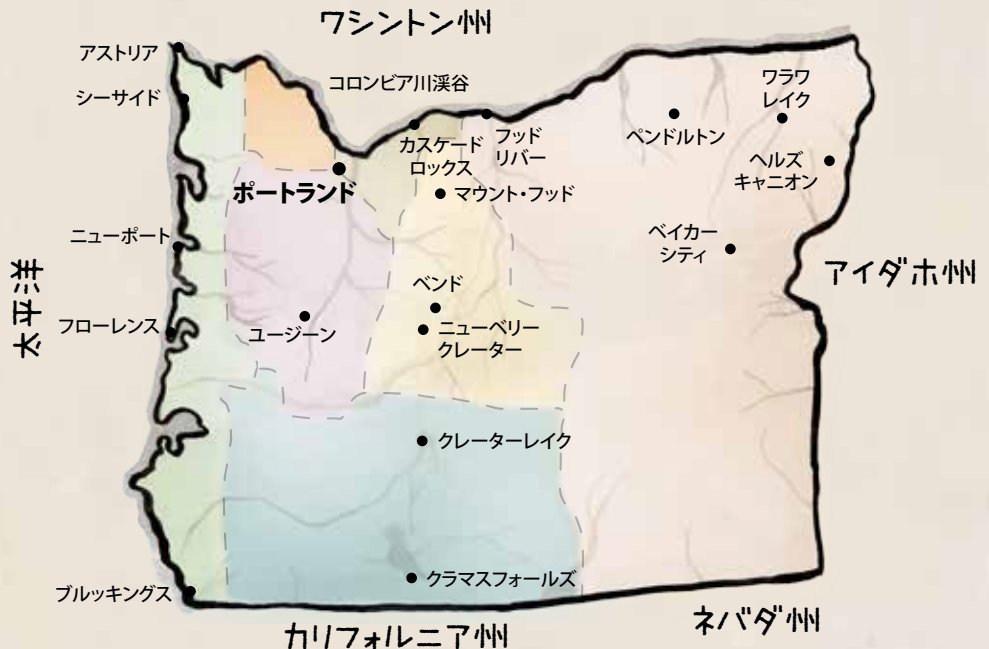 ワシントン州
アストリア
シーサイド
コロンビア川渓谷
カスケード
ロックス
フッド
リバー
ペンドルトン
ワラワ
レイク
ヘルズ
キャニオン
ポートランド
マウント・フッド
ニューポート
ベイカー
シティ
アイダホ州
太平洋
ベンド
フローレンス
ユージーン
ニューベリー
クレーター
クレーターレイク
クラマスフォールズ
ブルッキングス
カリフォルニア州
ネバダ州